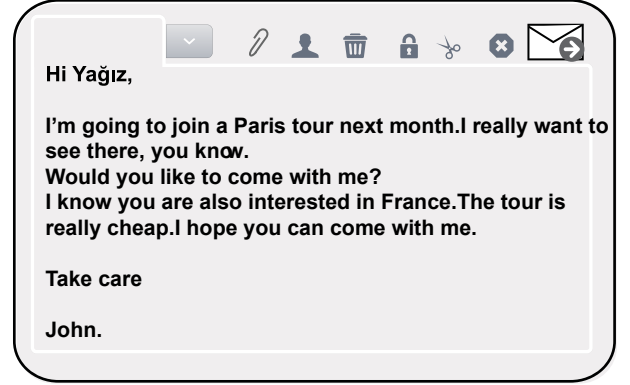 Hi Yağız,
I'm going to join a Paris tour next month.I really want to
see there, you know.
Would you like to come with me?
I know you are also interested in France.The tour is
really cheap.I hope you can come with me.
Take care
John.